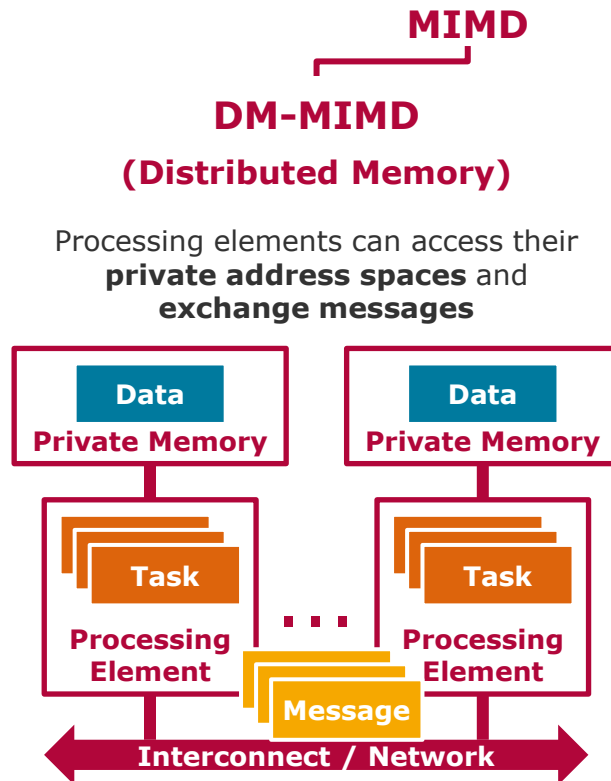 MIMD
DM-MIMD
(Distributed Memory)
Processing elements can access their
private address spaces and
exchange messages
Data
Private Memory
Data
Private Memory
Task
Processing
Element
...
Task
Processing
Element
Message
Interconnect / Network